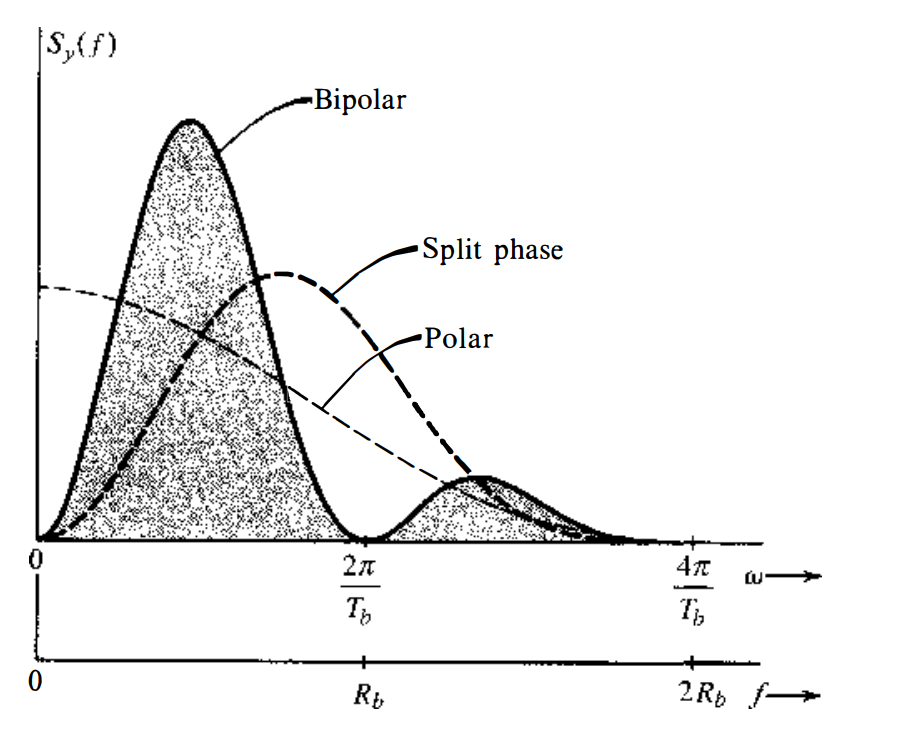 S_y(f)
Bipolar
Split phase
Polar
0
2π/T_b
4π/T_b
ω
0
R_b
2R_b
f